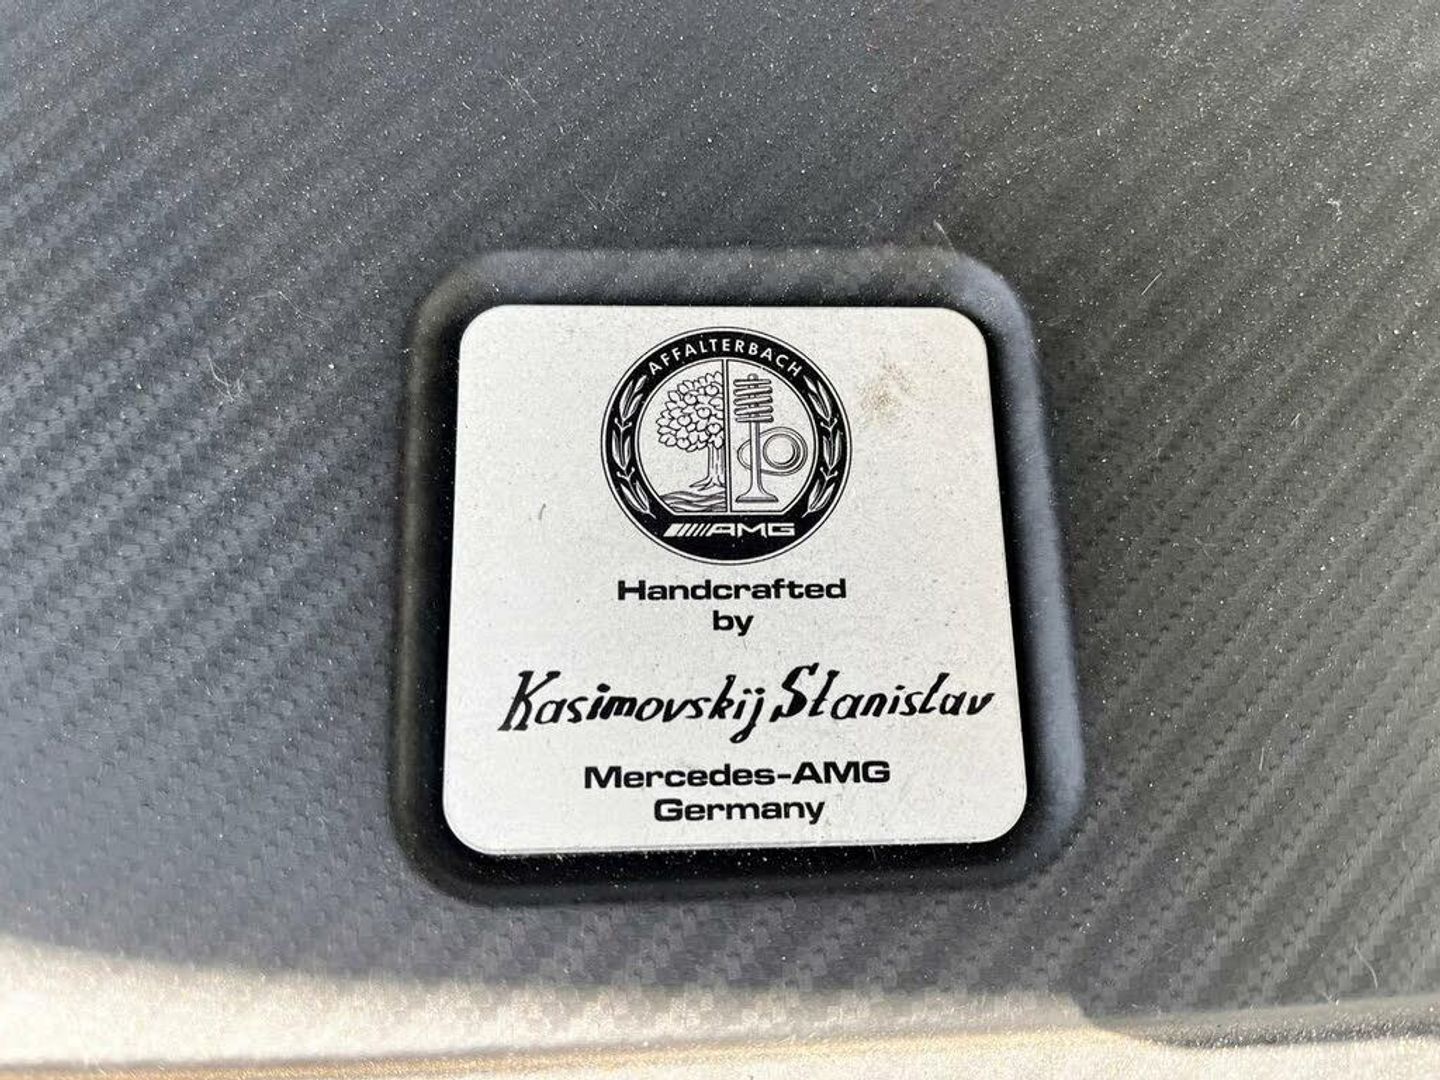 AFFALTERBACH
AMG
Handcrafted
by
Kasimovskij Stanislav
Mercedes-AMG
Germany